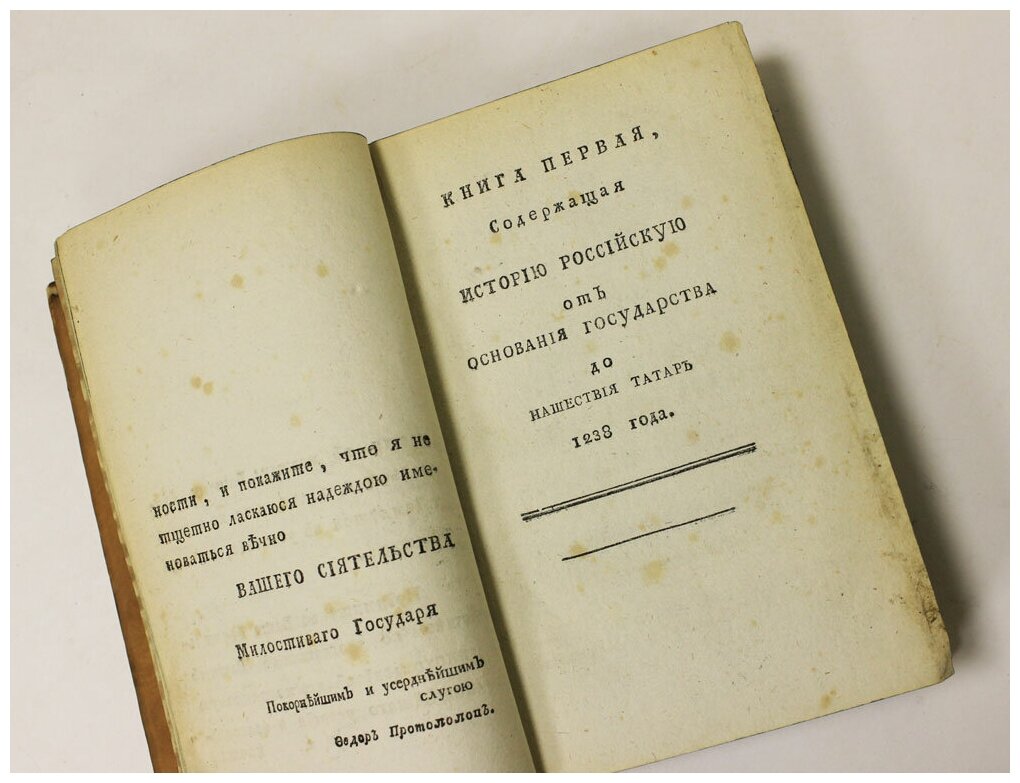 ности, и покажите, что я не
тщетно ласкаюся надеждою име-
новаться вѣчно
ВАШЕГО СІЯТЕЛЬСТВА
Милостиваго Государя
Покорнѣйшимъ и усерднѣйшимъ
слугою
Ѳедоръ Протопопъ.
КНИГА ПЕРВАЯ,
Содержащая
ИСТОРІЮ РОССІЙСКУЮ
отъ
ОСНОВАНІЯ ГОСУДАРСТВА
ДО
НАШЕСТВІЯ ТАТАРЪ
1238 года.